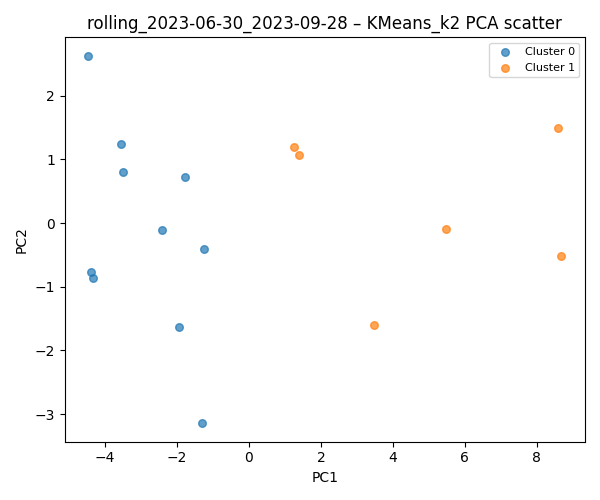 rolling_2023-06-30_2023-09-28 – KMeans_k2 PCA scatter
Cluster 0
Cluster 1
2
1
0
−1
−2
−3
PC2
−4 −2 0 2 4 6 8
PC1